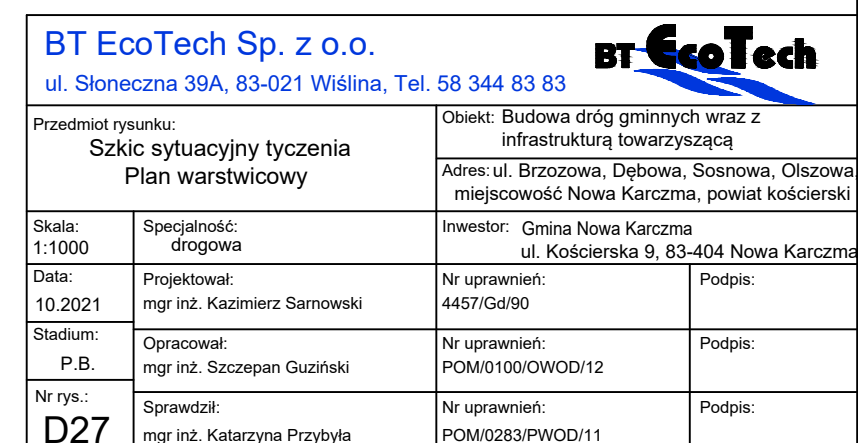 BT EcoTech Sp. z o.o.
ul. Słoneczna 39A, 83-021 Wiślina, Tel. 58 344 83 83
BT EcoTech
Przedmiot rysunku:
Szkic sytuacyjny tyczenia
Plan warstwicowy
Obiekt: Budowa dróg gminnych wraz z
infrastrukturą towarzyszącą
Adres: ul. Brzozowa, Dębowa, Sosnowa, Olszowa,
miejscowość Nowa Karczma, powiat kościerski
Skala:
1:1000
Specjalność:
drogowa
Inwestor: Gmina Nowa Karczma
ul. Kościerska 9, 83-404 Nowa Karczma
Data:
10.2021
Projektował:
mgr inż. Kazimierz Sarnowski
Nr uprawnień:
4457/Gd/90
Podpis:
Stadium:
P.B.
Opracował:
mgr inż. Szczepan Guziński
Nr uprawnień:
POM/0100/OWOD/12
Podpis:
Nr rys.:
D27
Sprawdził:
mgr inż. Katarzyna Przybyła
Nr uprawnień:
POM/0283/PWOD/11
Podpis: